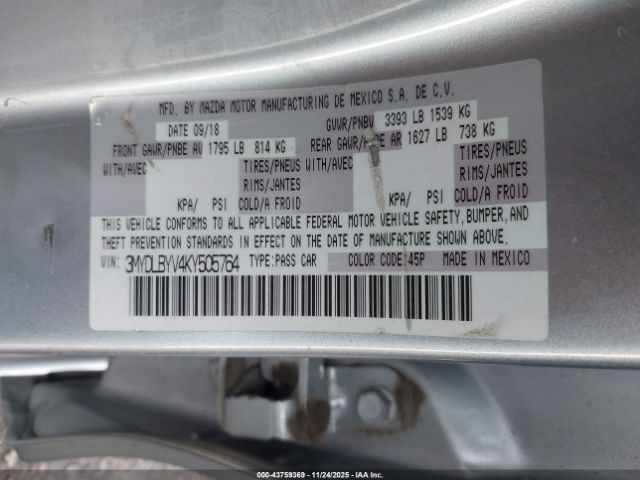 MFD. BY MAZDA MOTOR MANUFACTURING DE MEXICO S.A. DE C.V.
DATE 09/18 GVWR/PNBV 3393 LB 1539 KG
FRONT GAWR/PNBE AV 1795 LB 814 KG REAR GAWR/PNBE AR 1627 LB 738 KG
WITH/AVEC TIRES/PNEUS WITH/AVEC TIRES/PNEUS
RIMS/JANTES RIMS/JANTES
KPA/ PSI COLD/A FROID KPA/ PSI COLD/A FROID
THIS VEHICLE CONFORMS TO ALL APPLICABLE FEDERAL MOTOR VEHICLE SAFETY, BUMPER, AND
THEFT PREVENTION STANDARDS IN EFFECT ON THE DATE OF MANUFACTURE SHOWN ABOVE.
VIN: 3MYDLBYV4KY505764 TYPE:PASS CAR COLOR CODE:45P MADE IN MEXICO
000-43759369 - 11/24/2025 - IAA Inc.